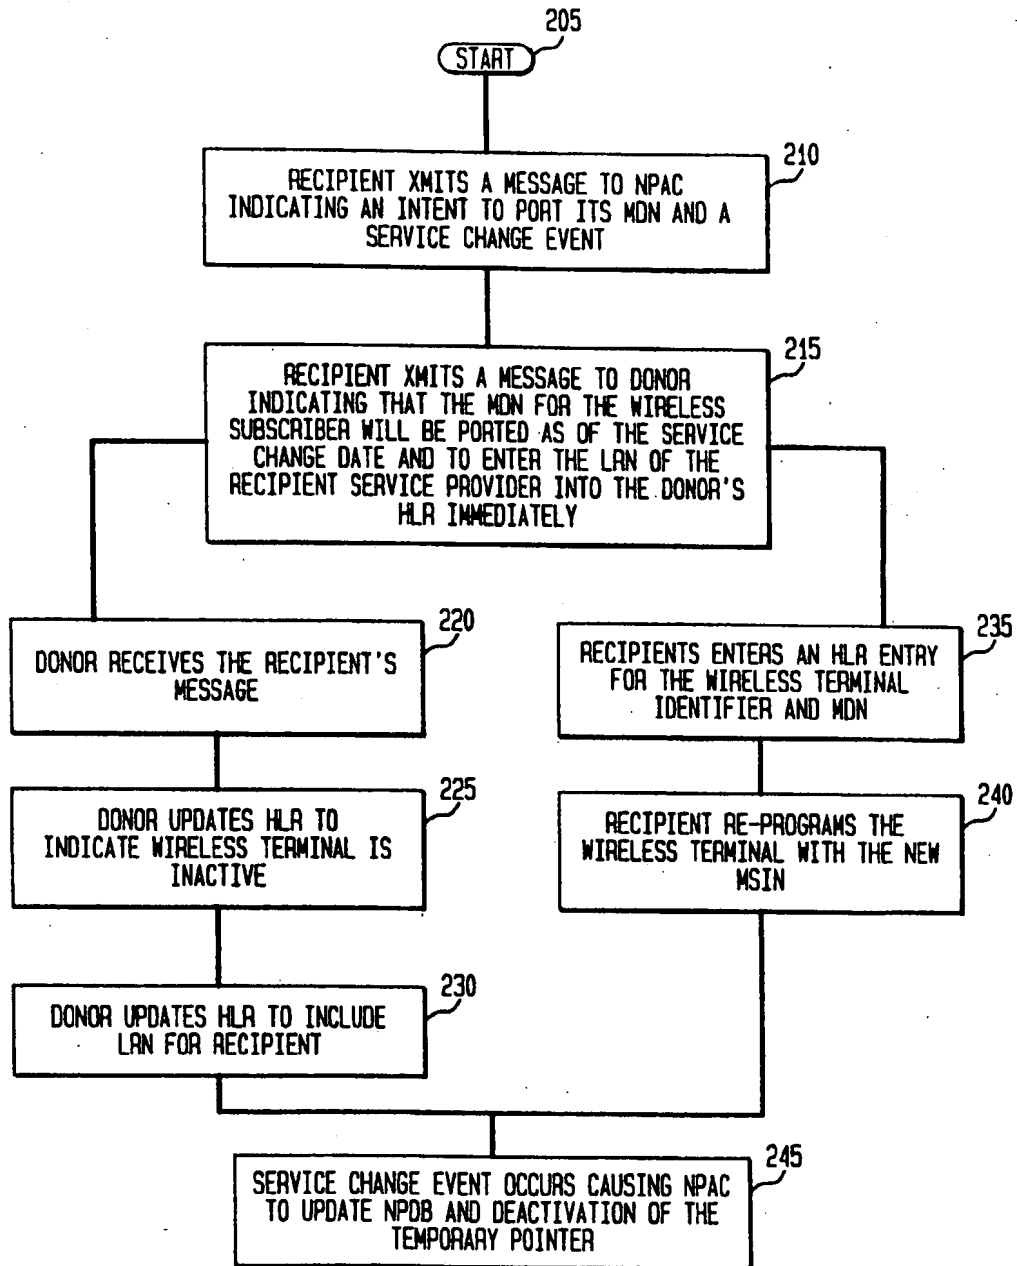 205
START
210
RECIPIENT XMITS A MESSAGE TO NPAC
INDICATING AN INTENT TO PORT ITS MDN AND A
SERVICE CHANGE EVENT
215
RECIPIENT XMITS A MESSAGE TO DONOR
INDICATING THAT THE MDN FOR THE WIRELESS
SUBSCRIBER WILL BE PORTED AS OF THE SERVICE
CHANGE DATE AND TO ENTER THE LRN OF THE
RECIPIENT SERVICE PROVIDER INTO THE DONOR'S
HLR IMMEDIATELY
220
DONOR RECEIVES THE RECIPIENT'S
MESSAGE
235
RECIPIENTS ENTERS AN HLR ENTRY
FOR THE WIRELESS TERMINAL
IDENTIFIER AND MDN
225
DONOR UPDATES HLR TO
INDICATE WIRELESS TERMINAL IS
INACTIVE
240
RECIPIENT RE-PROGRAMS THE
WIRELESS TERMINAL WITH THE NEW
MSIN
230
DONOR UPDATES HLR TO INCLUDE
LRN FOR RECIPIENT
245
SERVICE CHANGE EVENT OCCURS CAUSING NPAC
TO UPDATE NPDB AND DEACTIVATION OF THE
TEMPORARY POINTER